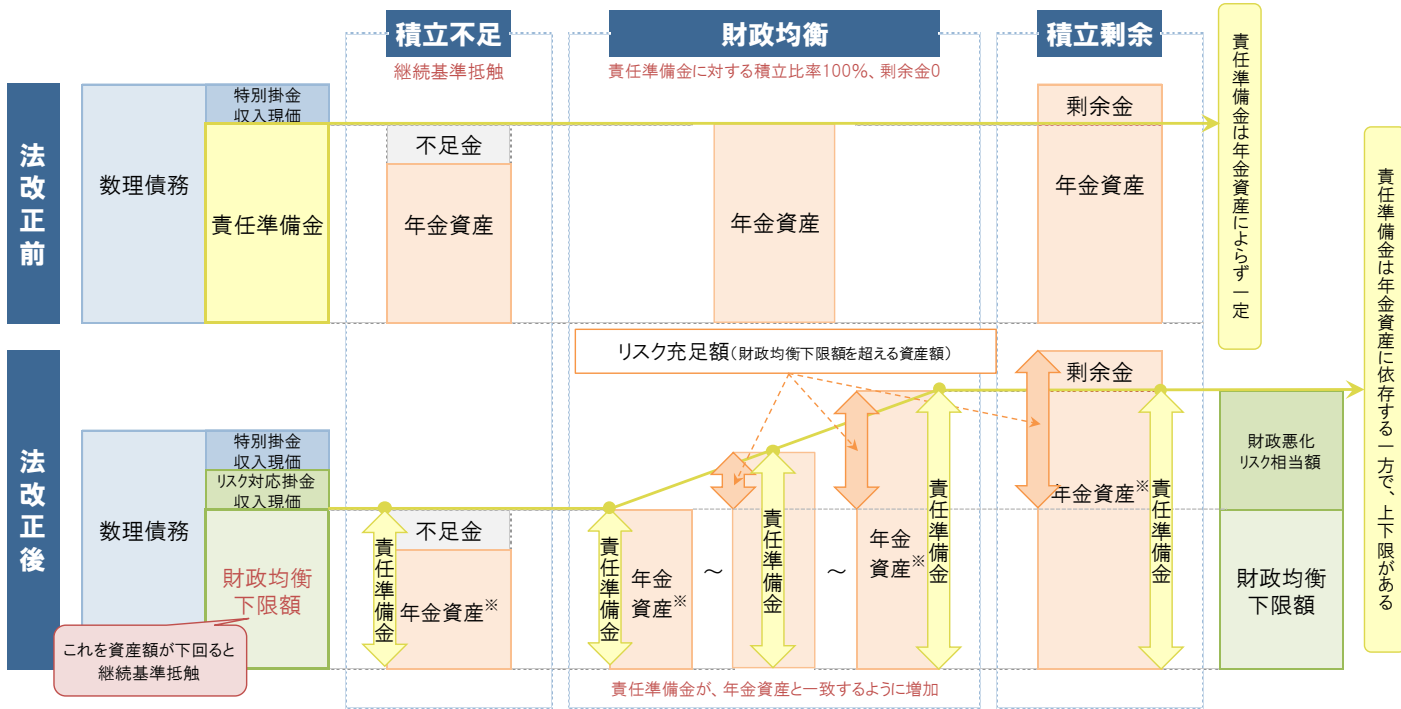 積立不足
財政均衡
積立剰余
継続基準抵触
責任準備金に対する積立比率100%、剰余金0
法改正前
数理債務
特別掛金
収入現価
責任準備金
不足金
年金資産
年金資産
剰余金
年金資産
責任準備金は年金資産によらず一定
法改正後
リスク充足額(財政均衡下限額を超える資産額)
数理債務
特別掛金
収入現価
リスク対応掛金
収入現価
財政均衡
下限額
これを資産額が下回ると
継続基準抵触
責任準備金
不足金
年金資産※
責任準備金
年金
資産※
~
責任準備金
~
年金
資産※
責任準備金
剰余金
年金資産※
責任準備金
財政悪化
リスク相当額
財政均衡
下限額
責任準備金は年金資産に依存する一方で、上下限がある
責任準備金が、年金資産と一致するように増加